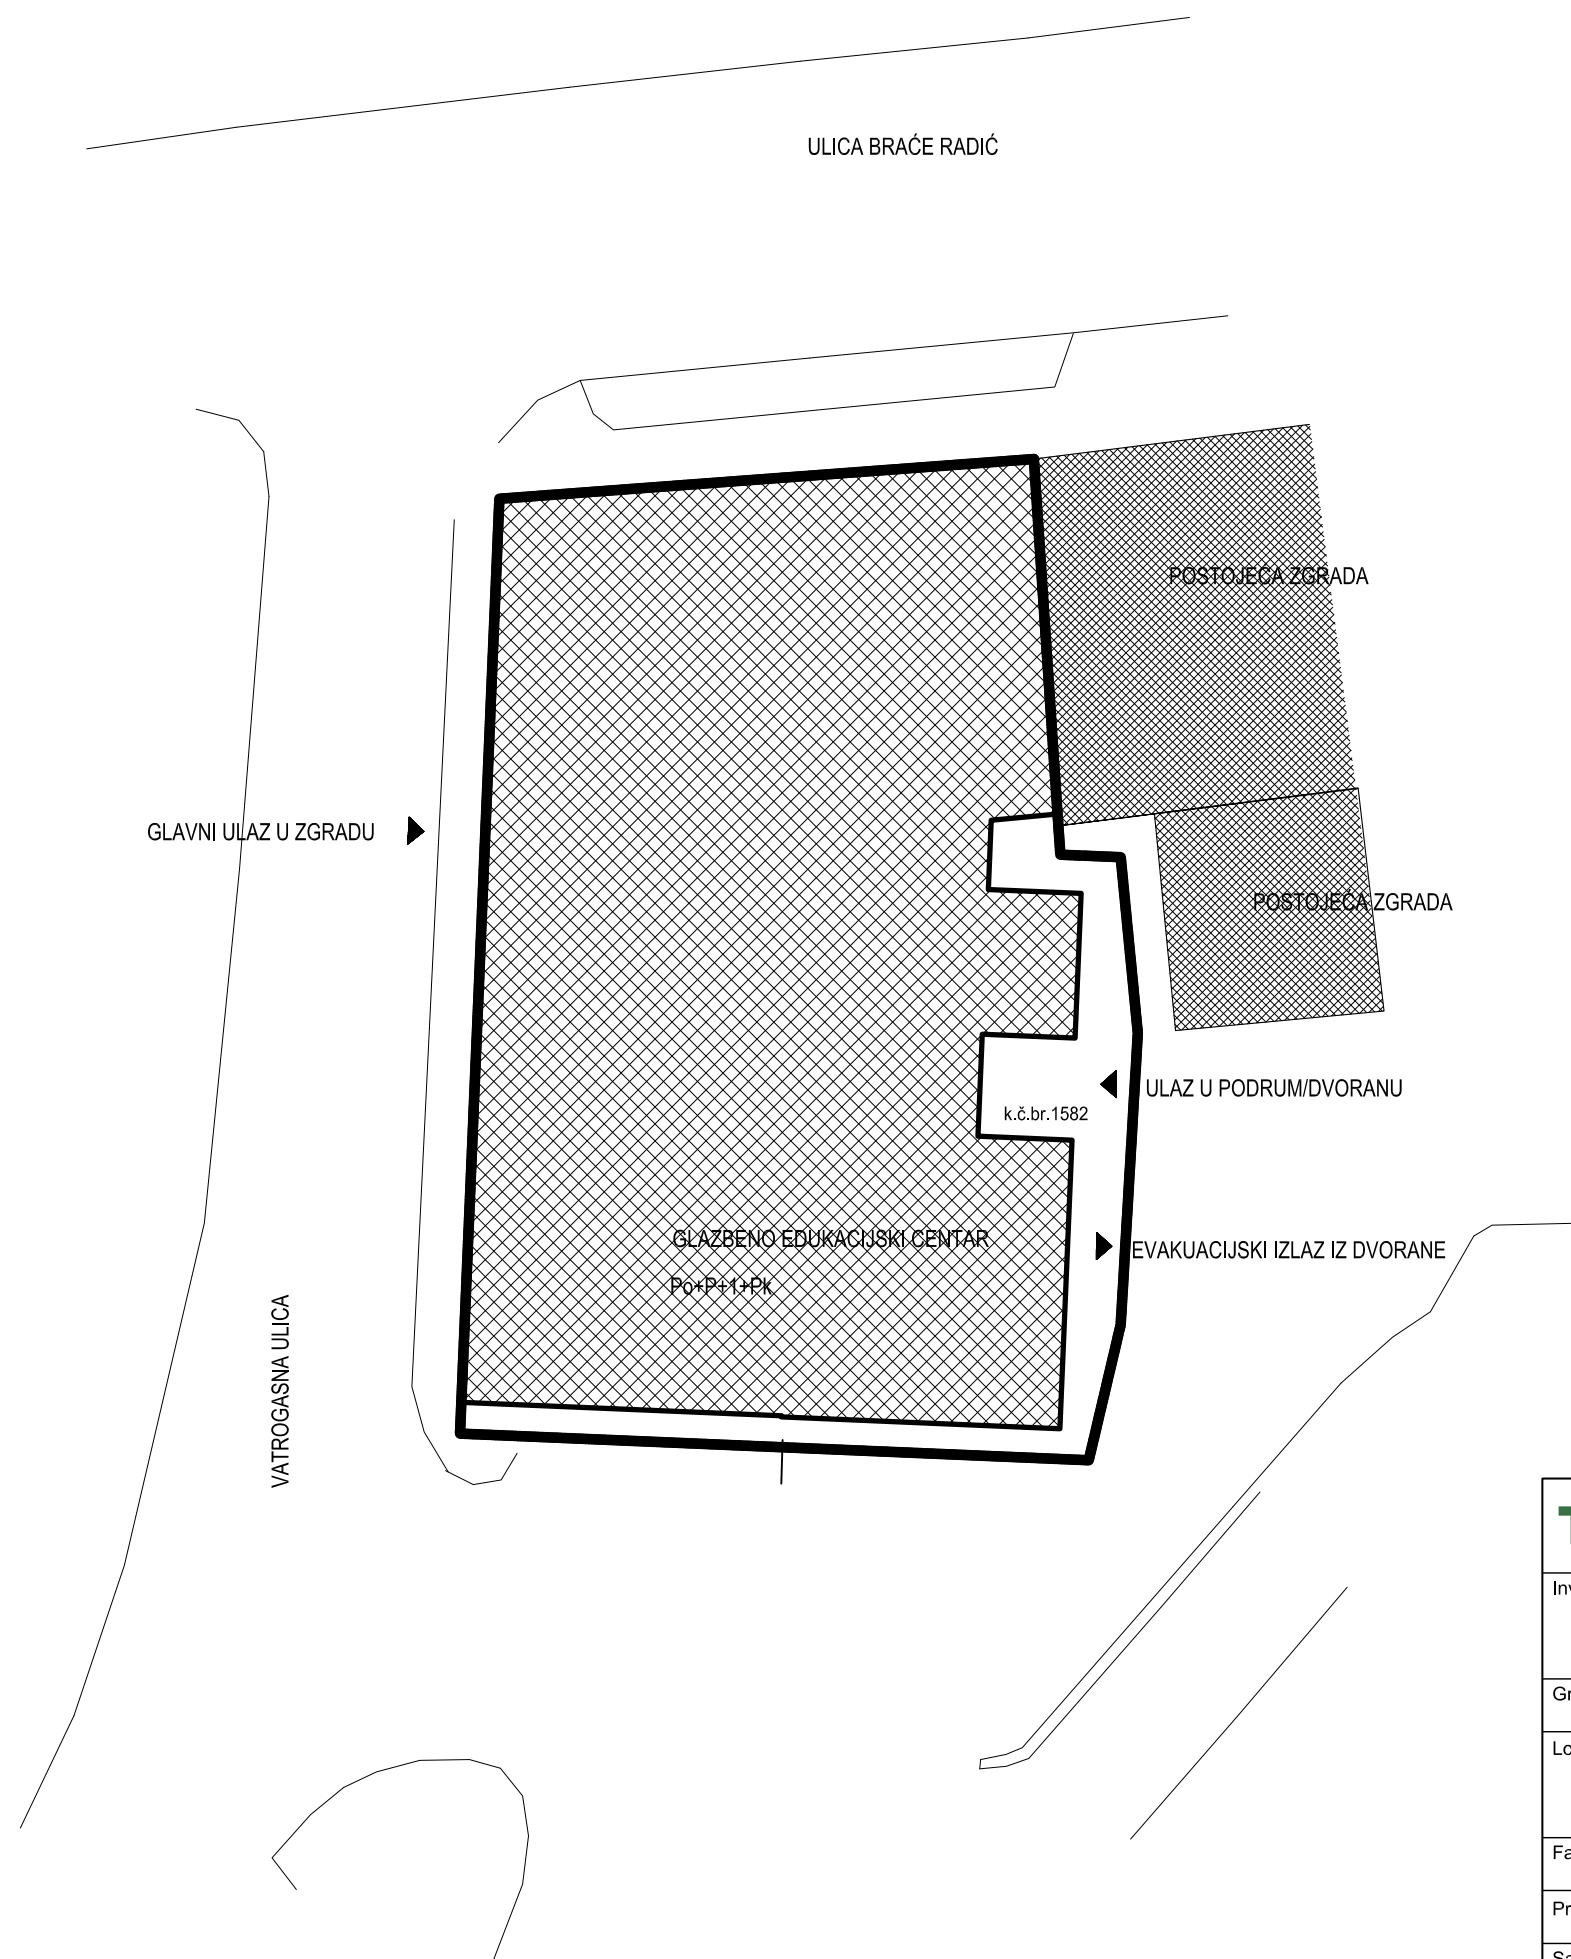 ULICA BRAĆE RADIĆ
POSTOJEĆA ZGRADA
GLAVNI ULAZ U ZGRADU
POSTOJEĆA ZGRADA
ULAZ U PODRUM/DVORANU
k.č.br.1582
GLAZBENO EDUKACIJSKI CENTAR
EVAKUACIJSKI IZLAZ IZ DVORANE
Po+P+1+Pk
VATROGASNA ULICA